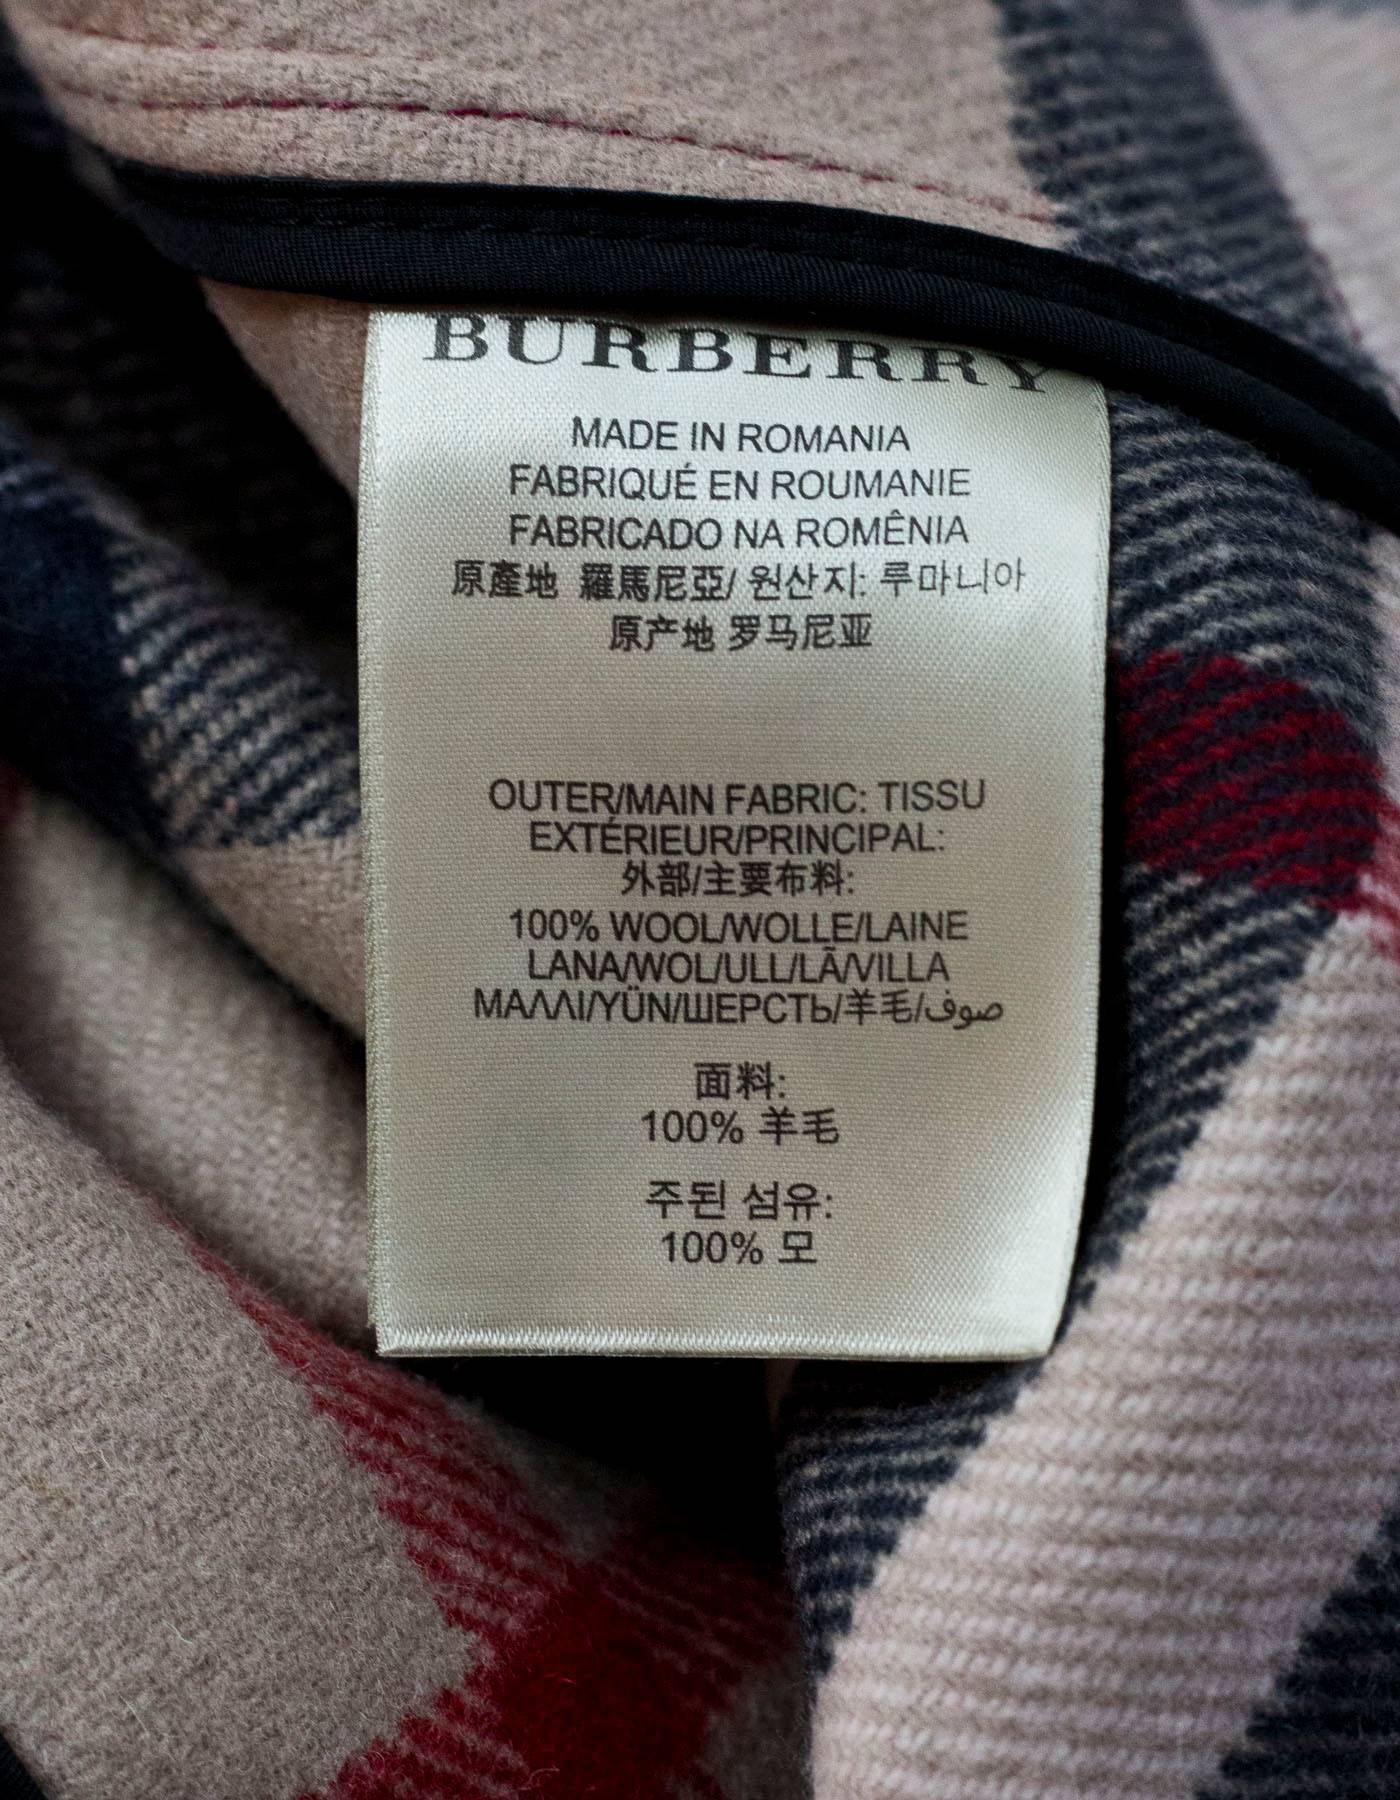 BURBERRY
MADE IN ROMANIA
FABRIQUÉ EN ROUMANIE
FABRICADO NA ROMÊNIA
原產地 羅馬尼亞/ 원산지: 루마니아
原产地 罗马尼亚
OUTER/MAIN FABRIC: TISSU
EXTÉRIEUR/PRINCIPAL:
外部/主要布料:
100% WOOL/WOLLE/LAINE
LANA/WOL/ULL/LÃ/VILLA
ΜΑΛΛΙ/YÜN/ШЕРСТЬ/羊毛/صوف
面料:
100% 羊毛
주된 섬유:
100% 모